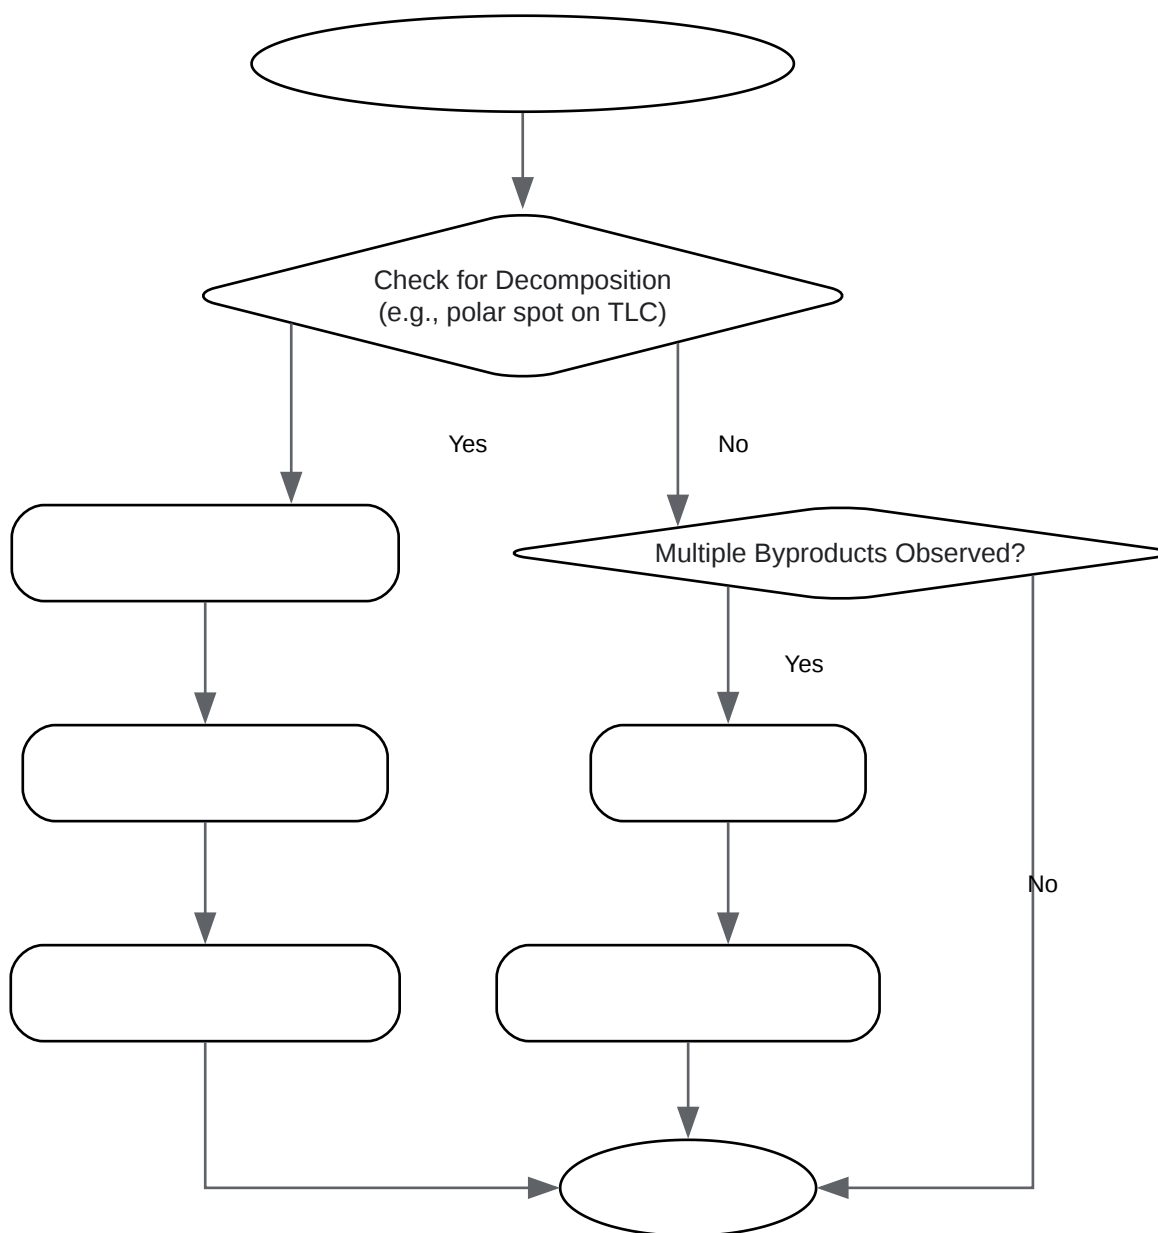 Check for Decomposition
(e.g., polar spot on TLC)
Yes
No
Multiple Byproducts Observed?
Yes
No